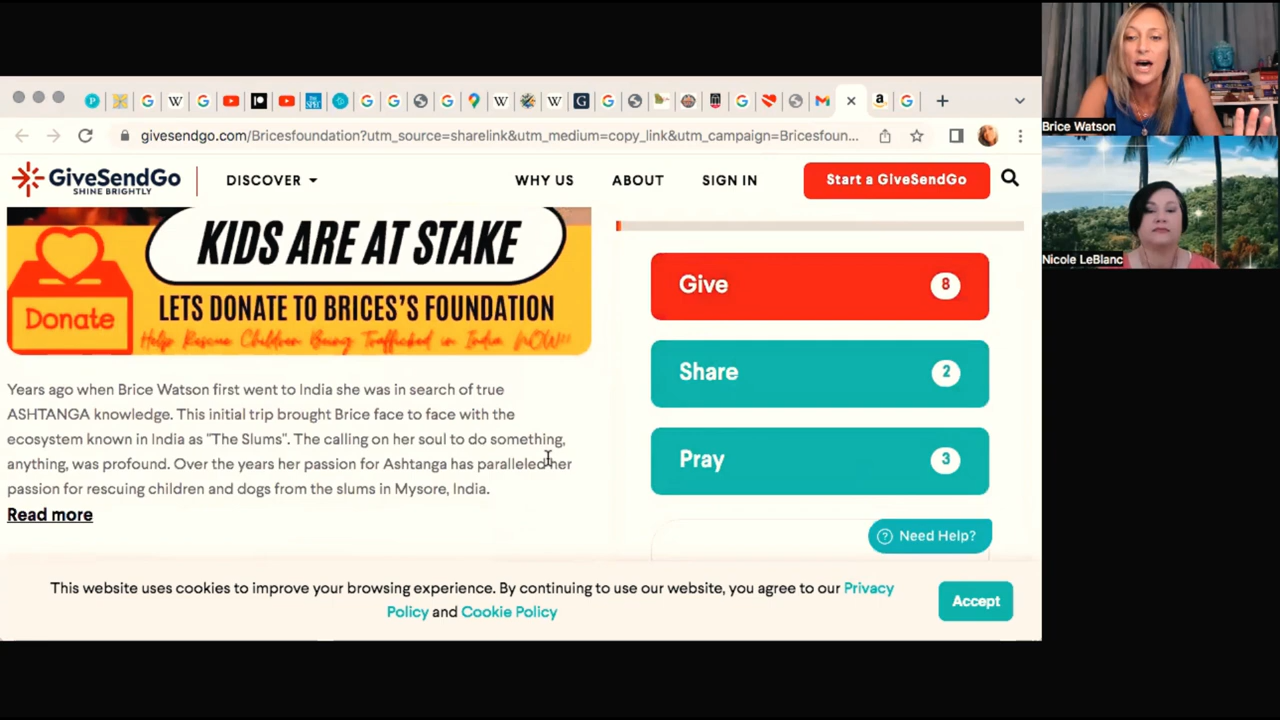 givesendgo.com/Bricesfoundation?utm_source=sharelink&utm_medium=copy_link&utm_campaign=Bricesfoun...
GiveSendGo
SHINE BRIGHTLY
DISCOVER
WHY US
ABOUT
SIGN IN
Start a GiveSendGo
KIDS ARE AT STAKE
Donate
LETS DONATE TO BRICES'S FOUNDATION
Help Rescue Children Being Trafficked in India NOW!!
Years ago when Brice Watson first went to India she was in search of true
ASHTANGA knowledge. This initial trip brought Brice face to face with the
ecosystem known in India as "The Slums". The calling on her soul to do something,
anything, was profound. Over the years her passion for Ashtanga has paralleled her
passion for rescuing children and dogs from the slums in Mysore, India.
Read more
Give 8
Share 2
Pray 3
Need Help?
This website uses cookies to improve your browsing experience. By continuing to use our website, you agree to our Privacy
Policy and Cookie Policy
Accept
Brice Watson
Nicole LeBlanc